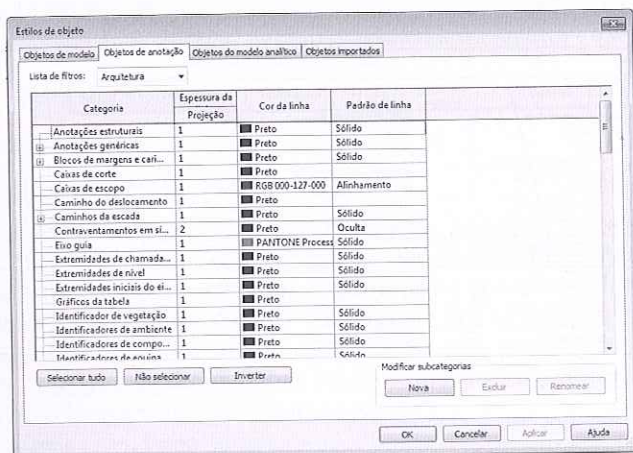 Estilos de objeto
Objetos de modelo Objetos de anotação Objetos do modelo analítico Objetos importados
Lista de filtros: Arquitetura
Categoria Espessura da Projeção Cor da linha Padrão de linha
Anotações estruturais 1 Preto Sólido
Anotações genéricas 1 Preto Sólido
Blocos de margens e cari... 1 Preto Sólido
Caixas de corte 1 Preto
Caixas de escopo 1 RGB 000-127-000 Alinhamento
Caminho do deslocamento 1 Preto
Caminhos da escada 1 Preto Sólido
Contraventamentos em sí... 2 Preto Oculta
Eixo guia 1 PANTONE Process Sólido
Extremidades de chamada... 1 Preto Sólido
Extremidades de nível 1 Preto Sólido
Extremidades iniciais do ei... 1 Preto Sólido
Gráficos da tabela 1 Preto
Identificador de vegetação 1 Preto Sólido
Identificadores de ambiente 1 Preto Sólido
Identificadores de compo... 1 Preto Sólido
Identificadores de equipa 1 Preto Sólido
Selecionar tudo Não selecionar Inverter
Modificar subcategorias
Nova Excluir Renomear
OK Cancelar Aplicar Ajuda